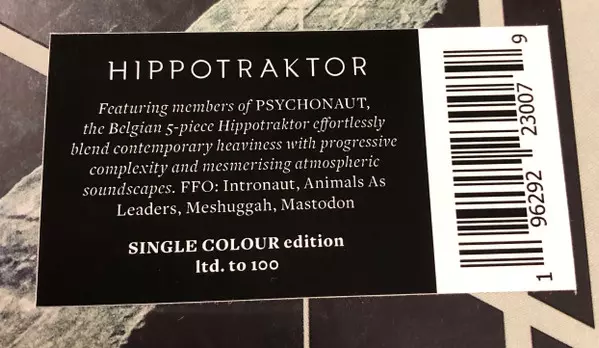 HIPPOTRAKTOR
Featuring members of PSYCHONAUT,
the Belgian 5-piece Hippotraktor effortlessly
blend contemporary heaviness with progressive
complexity and mesmerising atmospheric
soundscapes. FFO: Intronaut, Animals As
Leaders, Meshuggah, Mastodon
SINGLE COLOUR edition
ltd. to 100
1 96292 23007 9